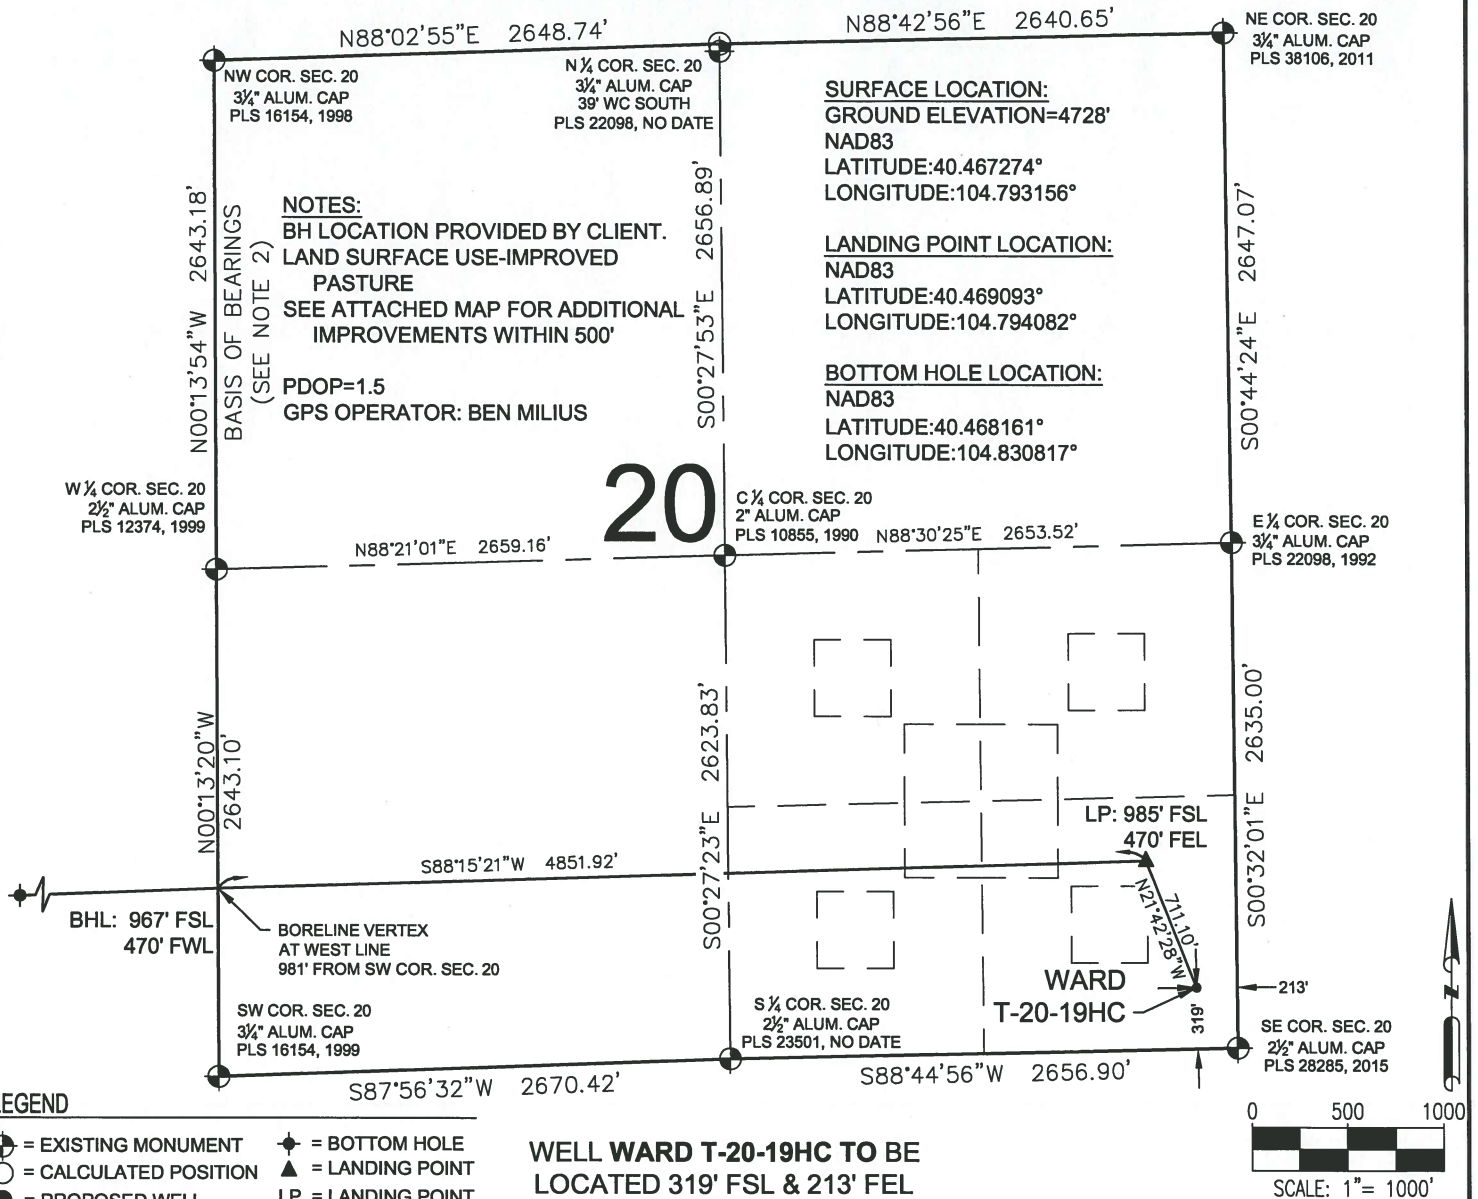 N88°02'55"E 2648.74'
N88°42'56"E 2640.65'
NE COR. SEC. 20
3¼" ALUM. CAP
PLS 38106, 2011
NW COR. SEC. 20
3¼" ALUM. CAP
PLS 16154, 1998
N ¼ COR. SEC. 20
3¼" ALUM. CAP
39' WC SOUTH
PLS 22098, NO DATE
SURFACE LOCATION:
GROUND ELEVATION=4728'
NAD83
LATITUDE:40.467274°
LONGITUDE:104.793156°
LANDING POINT LOCATION:
NAD83
LATITUDE:40.469093°
LONGITUDE:104.794082°
BOTTOM HOLE LOCATION:
NAD83
LATITUDE:40.468161°
LONGITUDE:104.830817°
N00°13'54"W 2643.18'
BASIS OF BEARINGS
(SEE NOTE 2)
NOTES:
BH LOCATION PROVIDED BY CLIENT.
LAND SURFACE USE-IMPROVED
PASTURE
SEE ATTACHED MAP FOR ADDITIONAL
IMPROVEMENTS WITHIN 500'
PDOP=1.5
GPS OPERATOR: BEN MILIUS
S00°27'53"E 2656.89'
S00°44'24"E 2647.07'
W ¼ COR. SEC. 20
2½" ALUM. CAP
PLS 12374, 1999
20
C ¼ COR. SEC. 20
2" ALUM. CAP
PLS 10855, 1990
E ¼ COR. SEC. 20
3¼" ALUM. CAP
PLS 22098, 1992
N88°21'01"E 2659.16'
N88°30'25"E 2653.52'
N00°13'20"W
2643.10'
S00°27'23"E 2623.83'
S00°32'01"E 2635.00'
LP: 985' FSL
470' FEL
S88°15'21"W 4851.92'
711.10'
N21°42'28"W
BHL: 967' FSL
470' FWL
BORELINE VERTEX
AT WEST LINE
981' FROM SW COR. SEC. 20
WARD
T-20-19HC
213'
319'
SW COR. SEC. 20
3¼" ALUM. CAP
PLS 16154, 1999
S ¼ COR. SEC. 20
2½" ALUM. CAP
PLS 23501, NO DATE
SE COR. SEC. 20
2½" ALUM. CAP
PLS 28285, 2015
S87°56'32"W 2670.42'
S88°44'56"W 2656.90'
N
EGEND
= EXISTING MONUMENT
= CALCULATED POSITION
= PROPOSED WELL
= BOTTOM HOLE
= LANDING POINT
LP = LANDING POINT
WELL WARD T-20-19HC TO BE
LOCATED 319' FSL & 213' FEL
0 500 1000
SCALE: 1"= 1000'